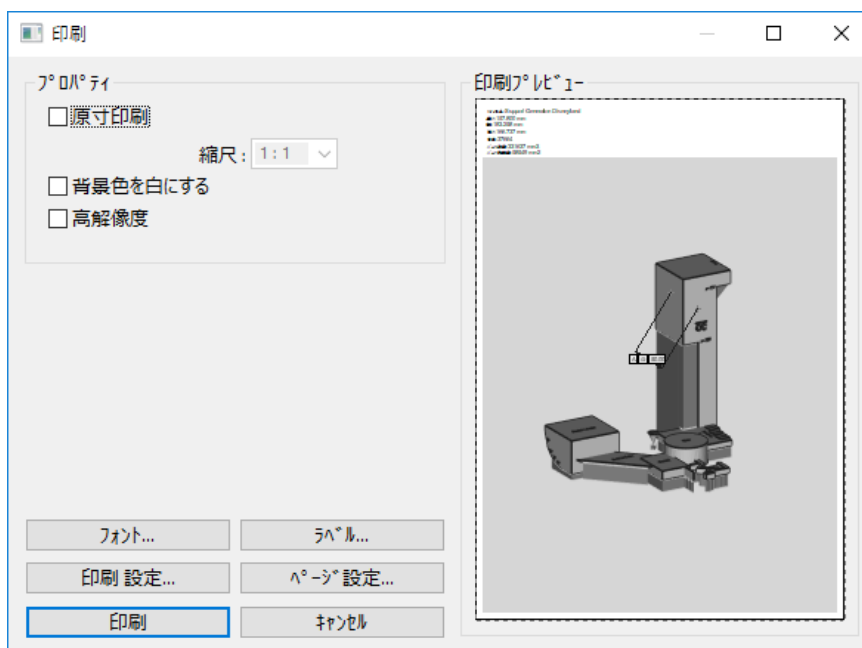 印刷
ﾌﾟﾛﾊﾟﾃｨ
原寸印刷
縮尺: 1:1
背景色を白にする
高解像度
ﾌｫﾝﾄ...
ﾗﾍﾞﾙ...
印刷 設定...
ﾍﾟｰｼﾞ設定...
印刷
ｷｬﾝｾﾙ
印刷ﾌﾟﾚﾋﾞｭｰ